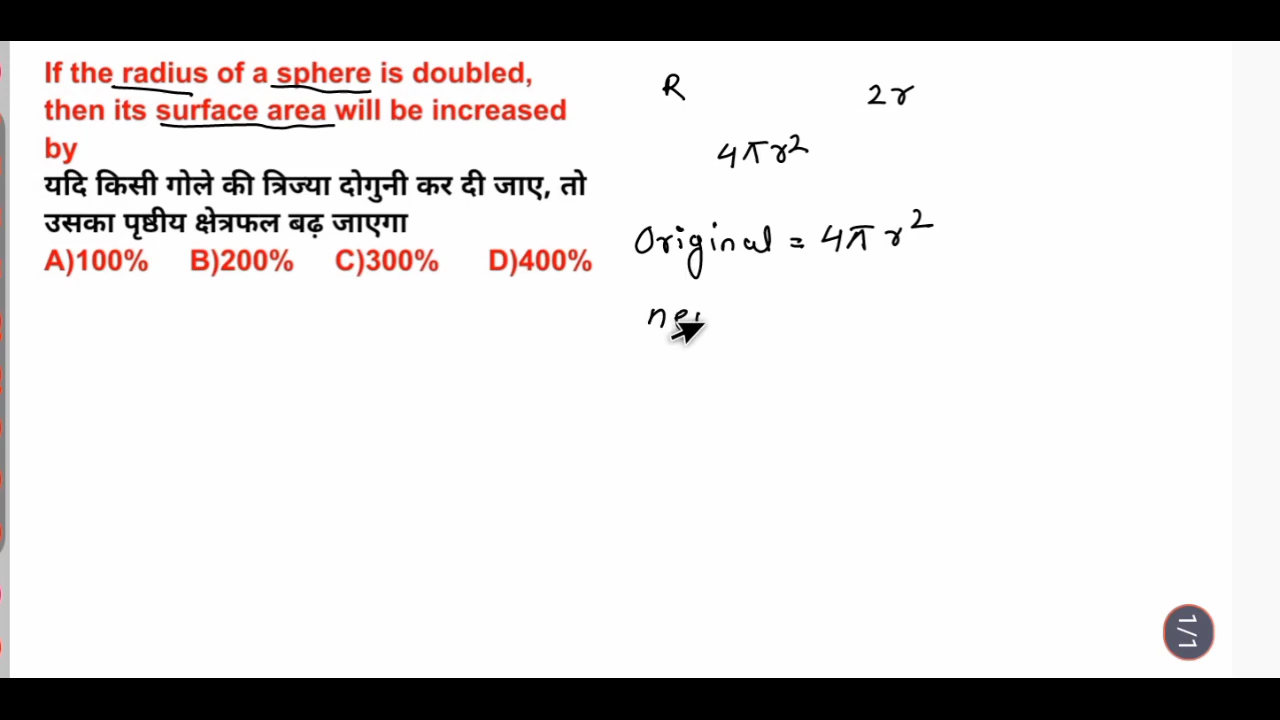 If the radius of a sphere is doubled,
then its surface area will be increased
by
यदि किसी गोले की त्रिज्या दोगुनी कर दी जाए, तो
उसका पृष्ठीय क्षेत्रफल बढ़ जाएगा
A)100% B)200% C)300% D)400%
R 2r
4πr²
Original = 4πr²
1/1